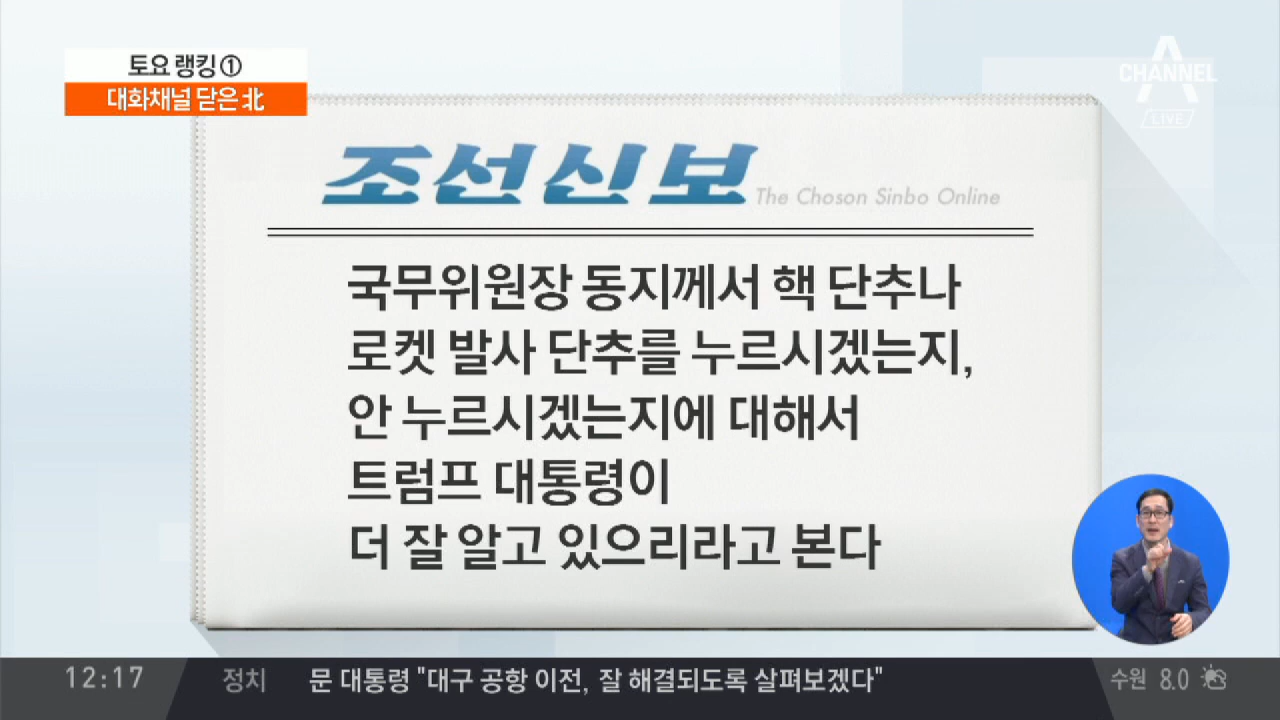 토요 랭킹 ①
대화채널 닫은 北
CHANNEL A
LIVE
조선신보 The Choson Sinbo Online
국무위원장 동지께서 핵 단추나
로켓 발사 단추를 누르시겠는지,
안 누르시겠는지에 대해서
트럼프 대통령이
더 잘 알고 있으리라고 본다
12:17 정치 문 대통령 "대구 공항 이전, 잘 해결되도록 살펴보겠다" 수원 8.0